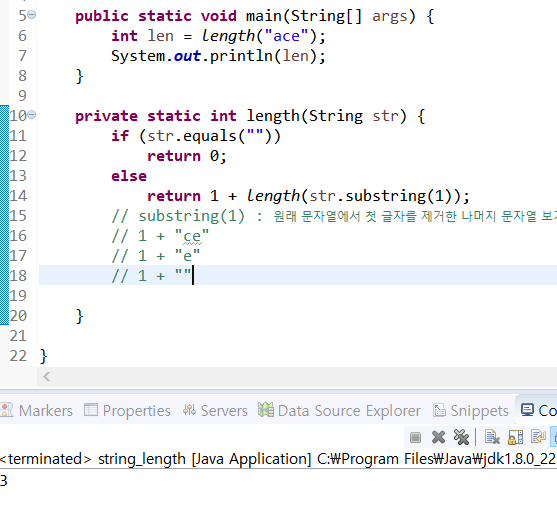 5 public static void main(String[] args) {
6 int len = length("ace");
7 System.out.println(len);
8 }
9
10 private static int length(String str) {
11 if (str.equals(""))
12 return 0;
13 else
14 return 1 + length(str.substring(1));
15 // substring(1) : 원래 문자열에서 첫 글자를 제거한 나머지 문자열
16 // 1 + "ce"
17 // 1 + "e"
18 // 1 + ""
19
20 }
21
22 }
Markers Properties Servers Data Source Explorer Snippets Co
<terminated> string_length [Java Application] C:₩Program Files₩Java₩jdk1.8.0_22
3